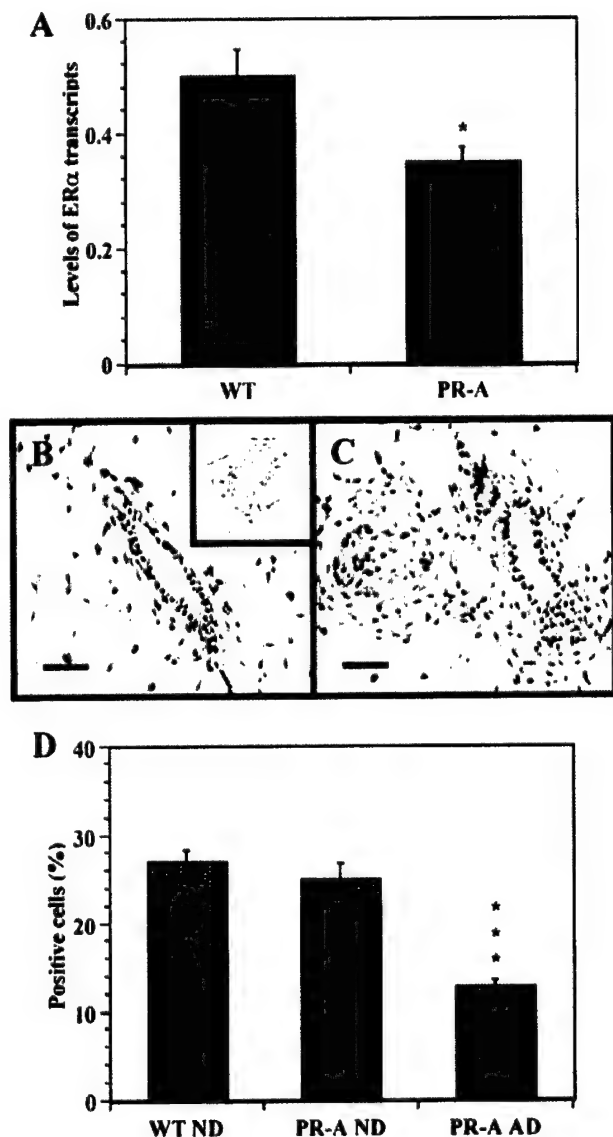 A
0.6
0.4
0.2
0
Levels of ERα transcripts
*
WT
PR-A
B
C
D
40
30
20
10
0
Positive cells (%)
*
*
*
WT ND
PR-A ND
PR-A AD